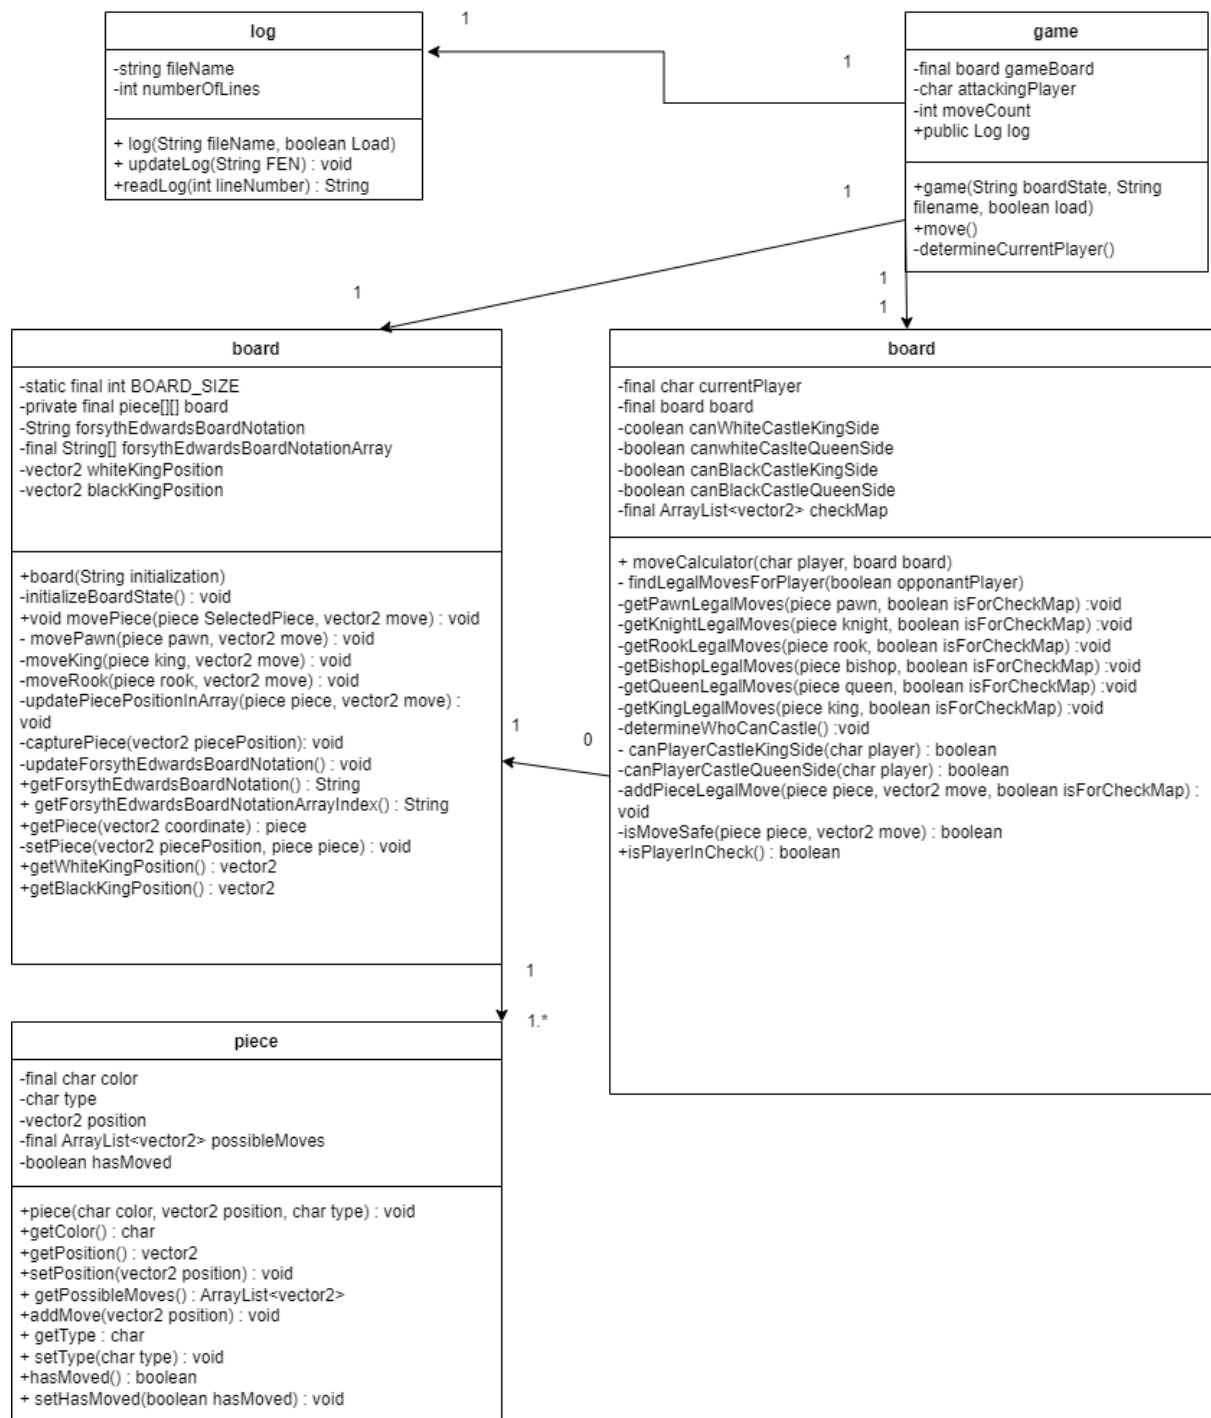 log
-string fileName
-int numberOfLines
+ log(String fileName, boolean Load)
+ updateLog(String FEN) : void
+readLog(int lineNumber) : String
1
1
game
-final board gameBoard
-char attackingPlayer
-int moveCount
+public Log log
+game(String boardState, String
filename, boolean load)
+move()
-determineCurrentPlayer()
1
1
1
1
board
-static final int BOARD_SIZE
-private final piece[][] board
-String forsythEdwardsBoardNotation
-final String[] forsythEdwardsBoardNotationArray
-vector2 whiteKingPosition
-vector2 blackKingPosition
+board(String initialization)
-initializeBoardState() : void
+void movePiece(piece SelectedPiece, vector2 move) : void
- movePawn(piece pawn, vector2 move) : void
-moveKing(piece king, vector2 move) : void
-moveRook(piece rook, vector2 move) : void
-updatePiecePositionInArray(piece piece, vector2 move) :
void
-capturePiece(vector2 piecePosition): void
-updateForsythEdwardsBoardNotation() : void
+getForsythEdwardsBoardNotation() : String
+ getForsythEdwardsBoardNotationArrayIndex() : String
+getPiece(vector2 coordinate) : piece
-setPiece(vector2 piecePosition, piece piece) : void
+getWhiteKingPosition() : vector2
+getBlackKingPosition() : vector2
1
0
board
-final char currentPlayer
-final board board
-coolean canWhiteCastleKingSide
-boolean canwhiteCaslteQueenSide
-boolean canBlackCastleKingSide
-boolean canBlackCastleQueenSide
-final ArrayList<vector2> checkMap
+ moveCalculator(char player, board board)
- findLegalMovesForPlayer(boolean opponantPlayer)
-getPawnLegalMoves(piece pawn, boolean isForCheckMap) :void
-getKnightLegalMoves(piece knight, boolean isForCheckMap) :void
-getRookLegalMoves(piece rook, boolean isForCheckMap) :void
-getBishopLegalMoves(piece bishop, boolean isForCheckMap) :void
-getQueenLegalMoves(piece queen, boolean isForCheckMap) :void
-getKingLegalMoves(piece king, boolean isForCheckMap) :void
-determineWhoCanCastle() :void
- canPlayerCastleKingSide(char player) : boolean
-canPlayerCastleQueenSide(char player) : boolean
-addPieceLegalMove(piece piece, vector2 move, boolean isForCheckMap) :
void
-isMoveSafe(piece piece, vector2 move) : boolean
+isPlayerInCheck() : boolean
1
1.*
piece
-final char color
-char type
-vector2 position
-final ArrayList<vector2> possibleMoves
-boolean hasMoved
+piece(char color, vector2 position, char type) : void
+getColor() : char
+getPosition() : vector2
+setPosition(vector2 position) : void
+ getPossibleMoves() : ArrayList<vector2>
+addMove(vector2 position) : void
+ getType : char
+ setType(char type) : void
+hasMoved() : boolean
+ setHasMoved(boolean hasMoved) : void